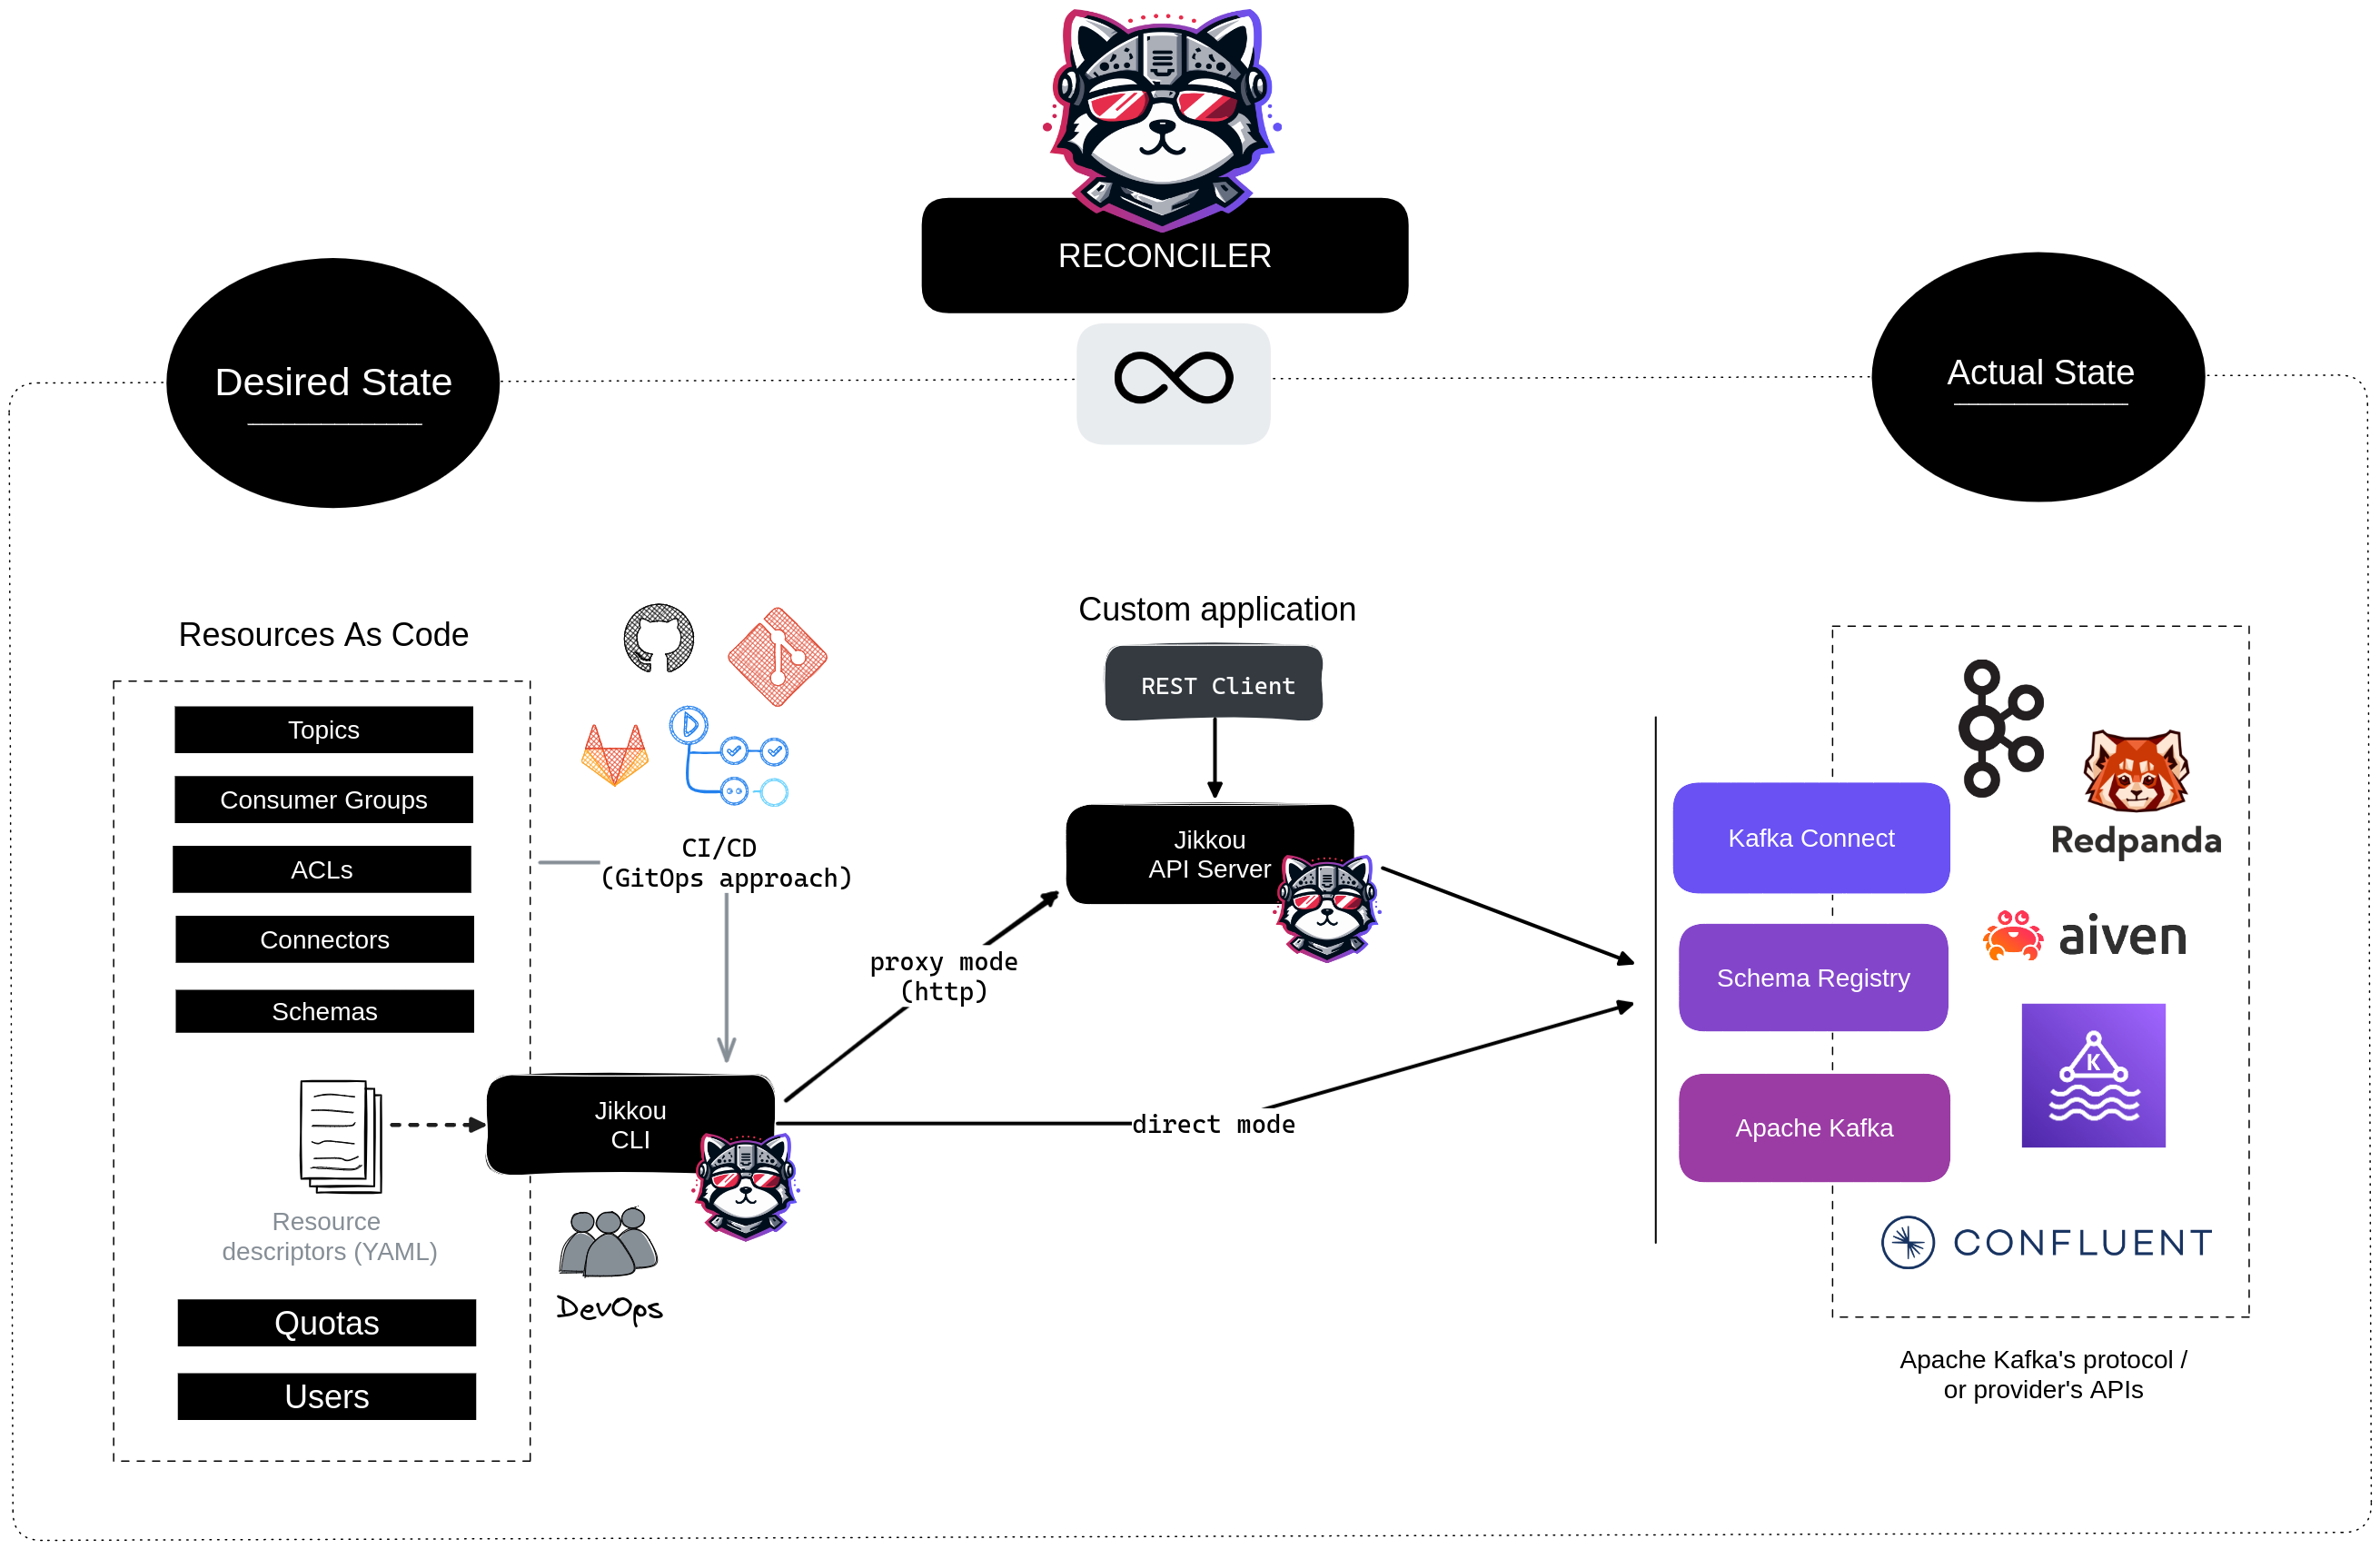 RECONCILER
Desired State
Actual State
Resources As Code
Topics
Consumer Groups
ACLs
Connectors
Schemas
Resource
descriptors (YAML)
Quotas
Users
CI/CD
(GitOps approach)
Jikkou
CLI
DevOps
proxy mode
(http)
direct mode
Custom application
REST Client
Jikkou
API Server
Kafka Connect
Schema Registry
Apache Kafka
Redpanda
aiven
K
CONFLUENT
Apache Kafka's protocol /
or provider's APIs